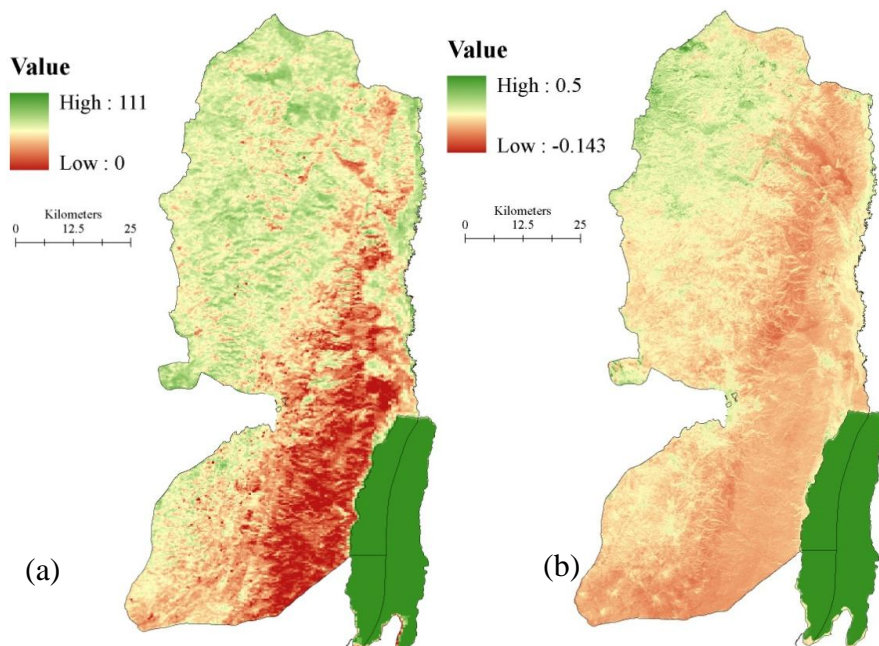 Value
High : 111
Low : 0
Kilometers
0 12.5 25
(a)
Value
High : 0.5
Low : -0.143
Kilometers
0 12.5 25
(b)